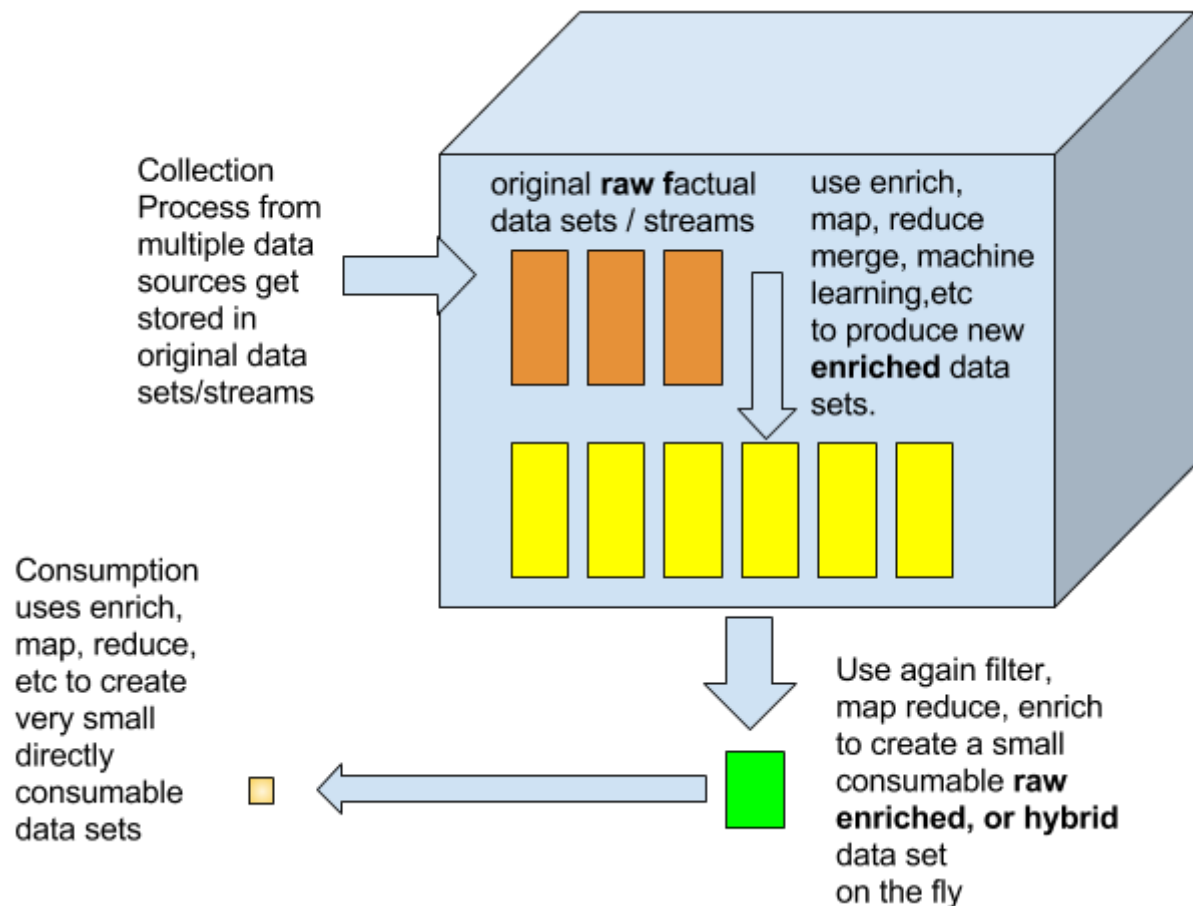 Collection
Process from
multiple data
sources get
stored in
original data
sets/streams
original raw factual
data sets / streams
use enrich,
map, reduce
merge, machine
learning,etc
to produce new
enriched data
sets.
Consumption
uses enrich,
map, reduce,
etc to create
very small
directly
consumable
data sets
Use again filter,
map reduce, enrich
to create a small
consumable raw
enriched, or hybrid
data set
on the fly